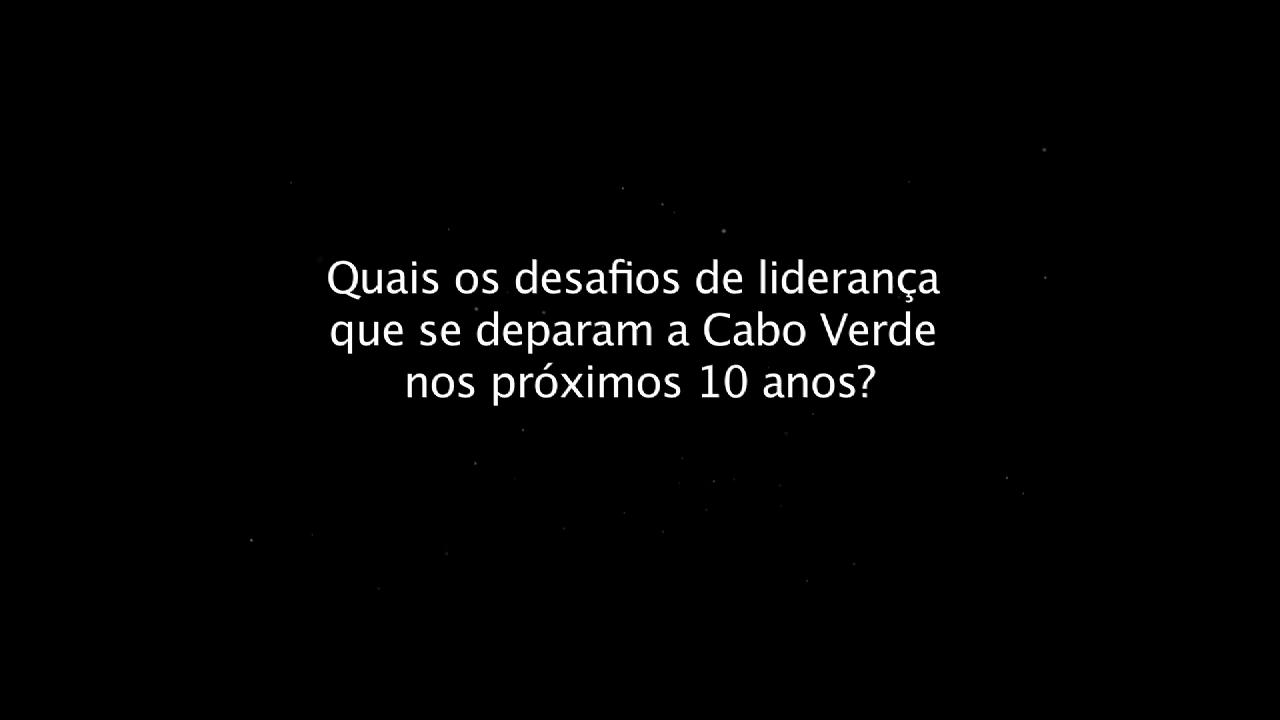 Quais os desafios de liderança
que se deparam a Cabo Verde
nos próximos 10 anos?